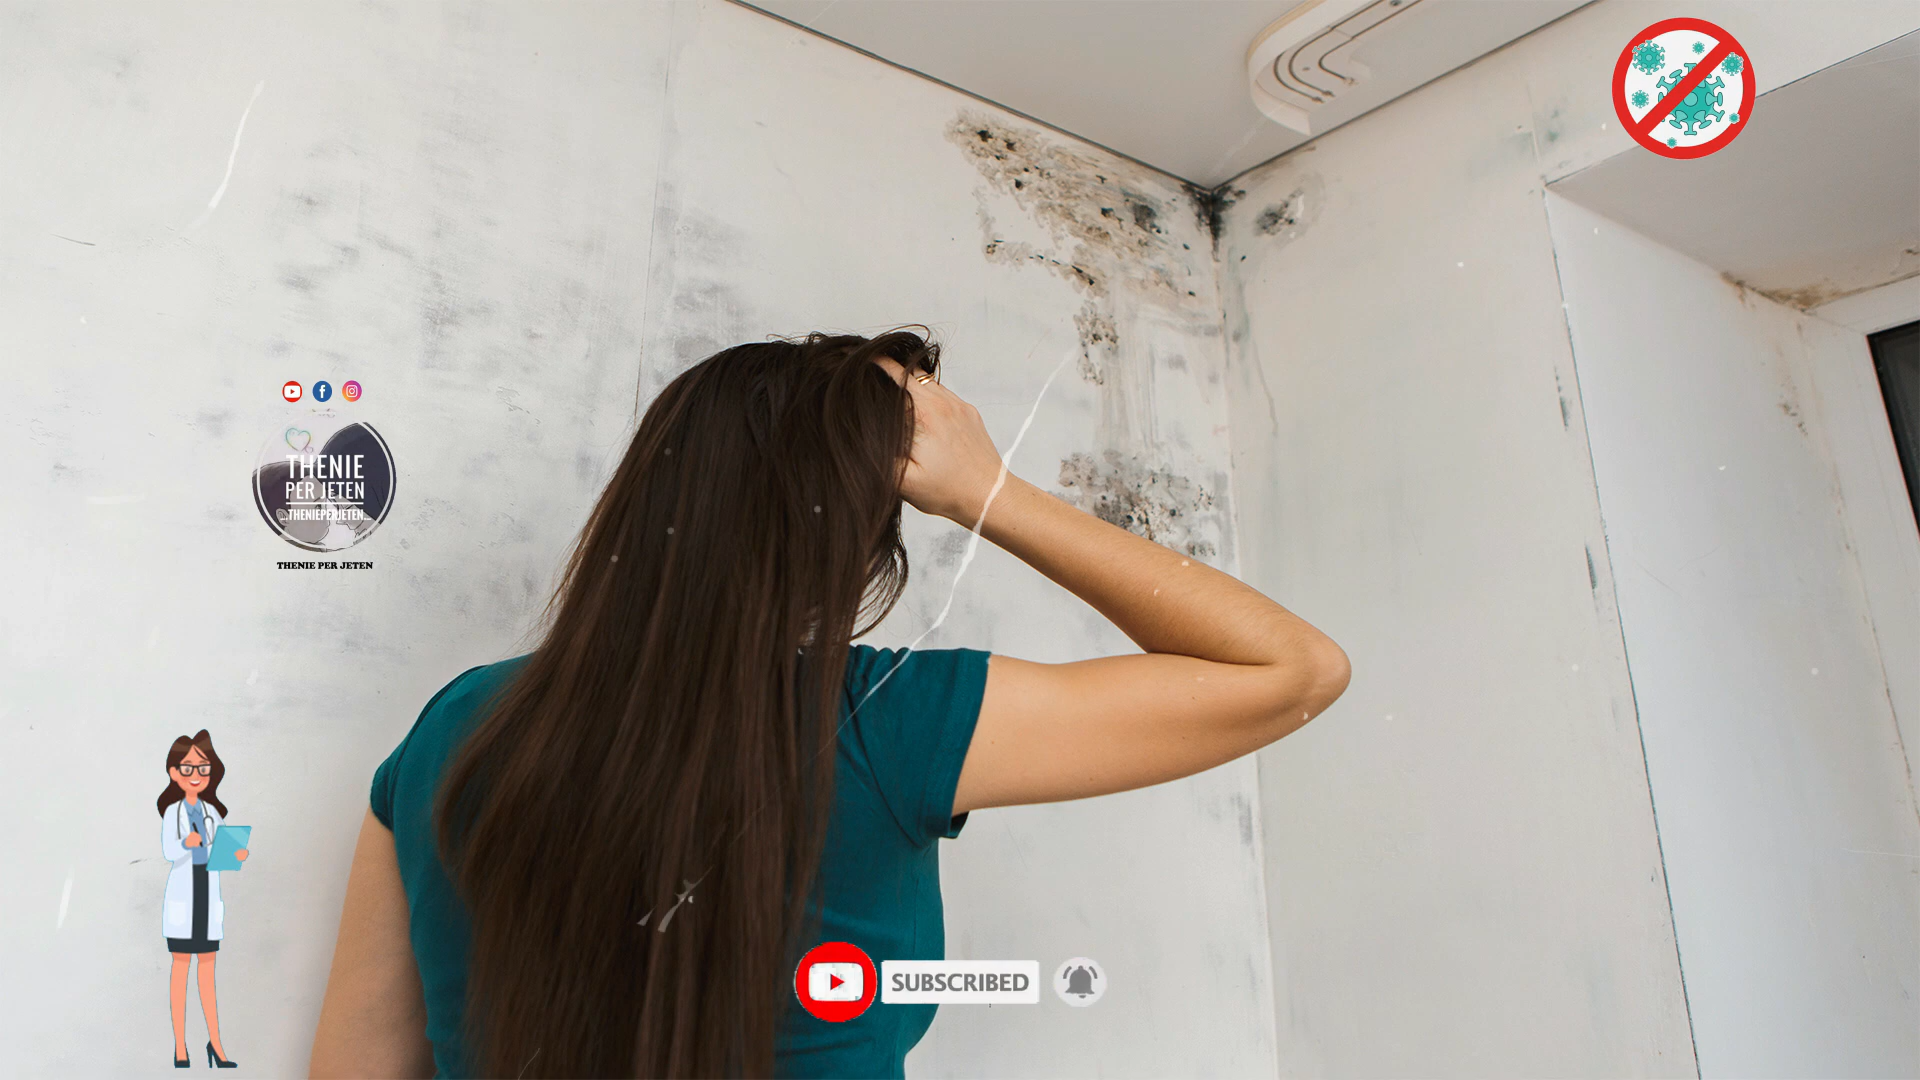 THENIE
PER JETEN
...THENIEPERJETEN...
THENIE PER JETEN
SUBSCRIBED